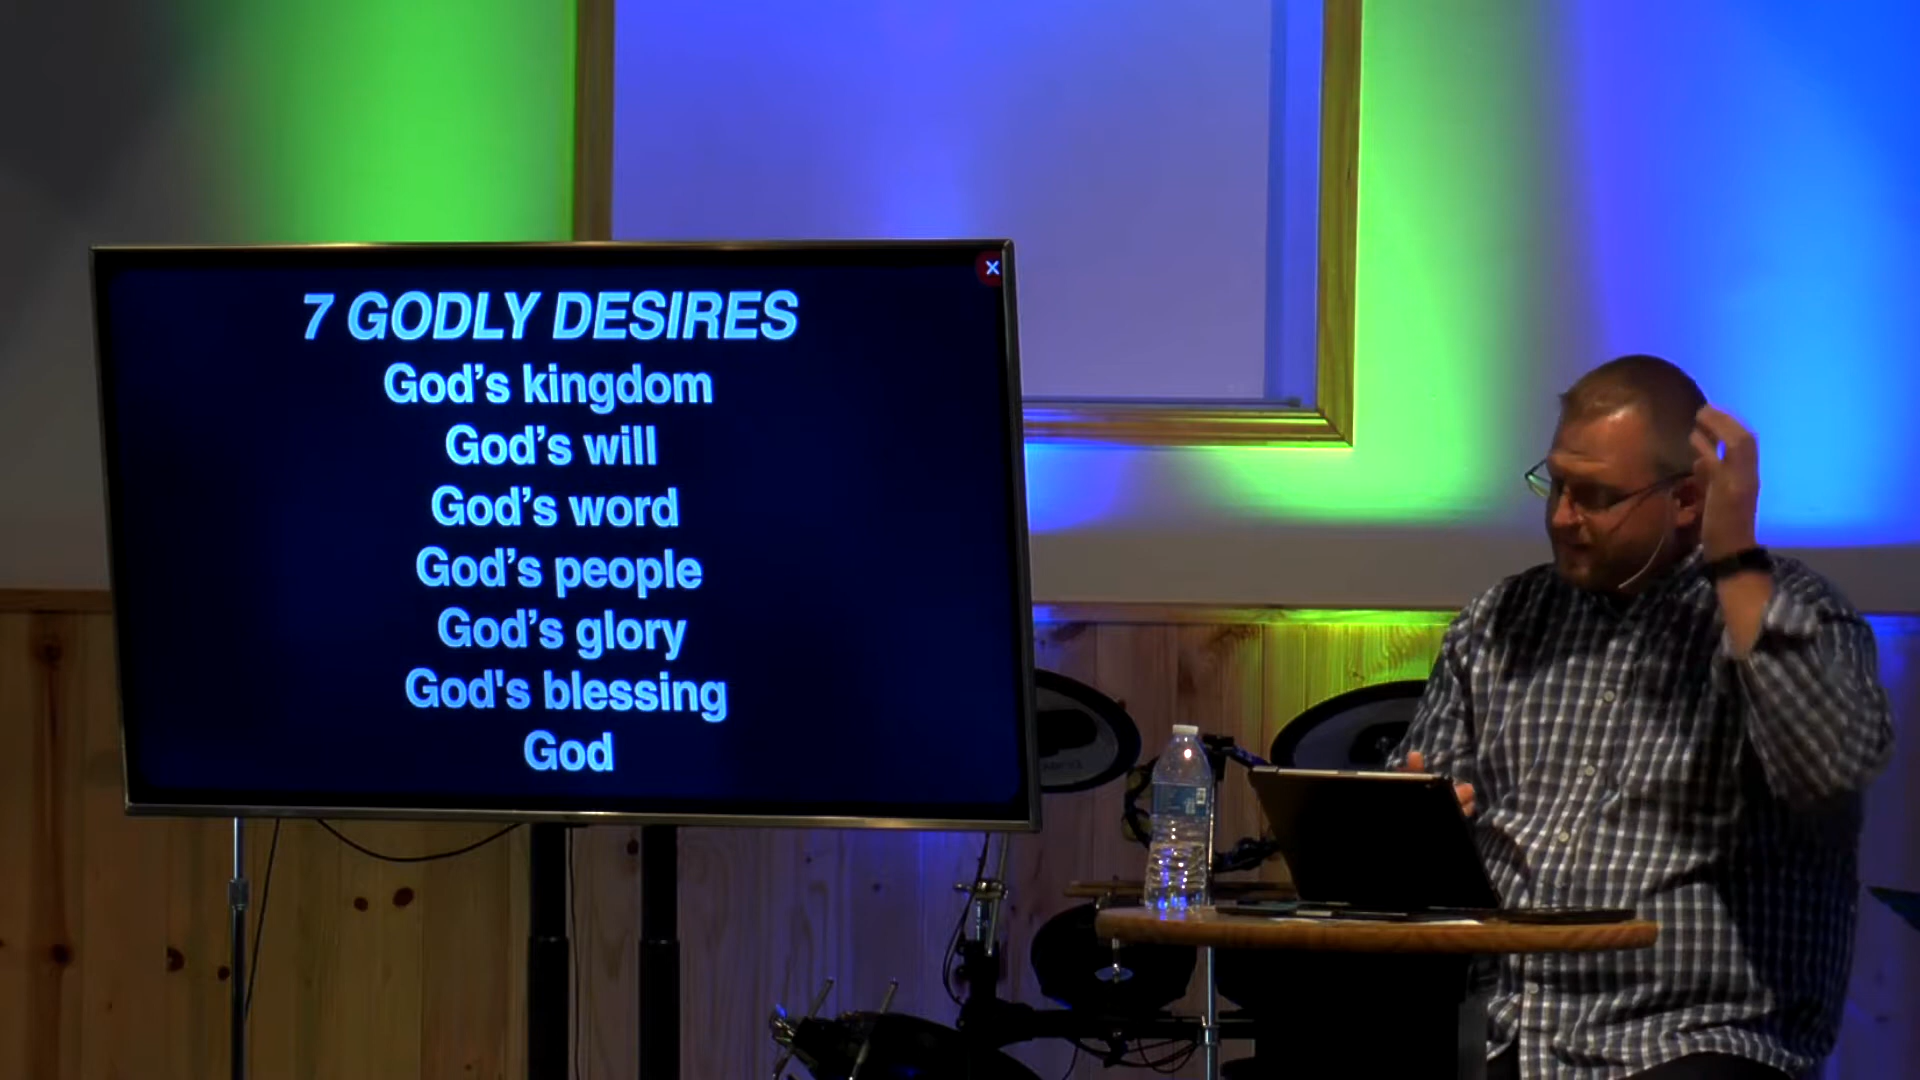 7 GODLY DESIRES
God’s kingdom
God’s will
God’s word
God’s people
God’s glory
God's blessing
God